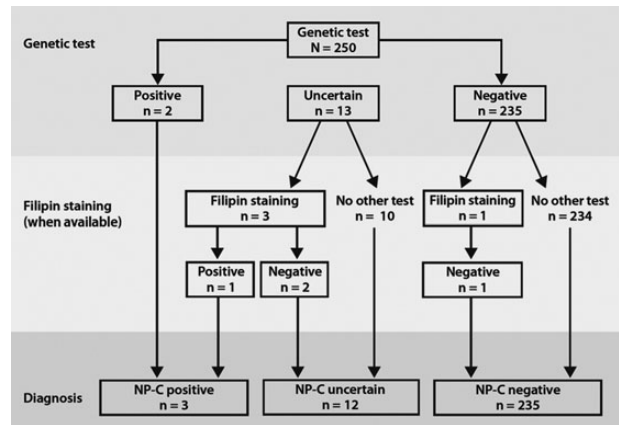 Genetic test
Genetic test
N = 250
Positive
n = 2
Uncertain
n = 13
Negative
n = 235
Filipin staining
(when available)
Filipin staining
n = 3
No other test
n = 10
Filipin staining
n = 1
No other test
n = 234
Positive
n = 1
Negative
n = 2
Negative
n = 1
Diagnosis
NP-C positive
n = 3
NP-C uncertain
n = 12
NP-C negative
n = 235